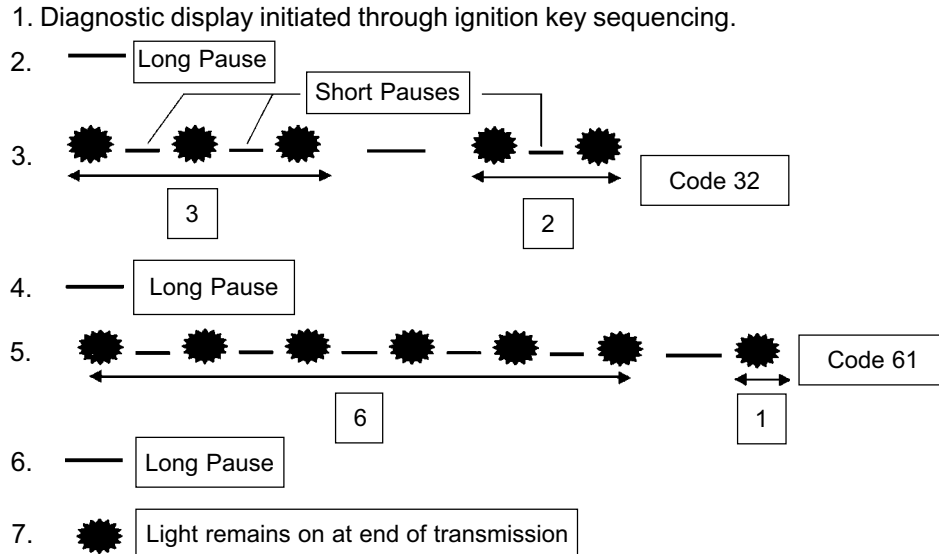 1. Diagnostic display initiated through ignition key sequencing.
2. Long Pause
Short Pauses
3.
Code 32
3
2
4. Long Pause
5.
Code 61
6
1
6. Long Pause
7. Light remains on at end of transmission